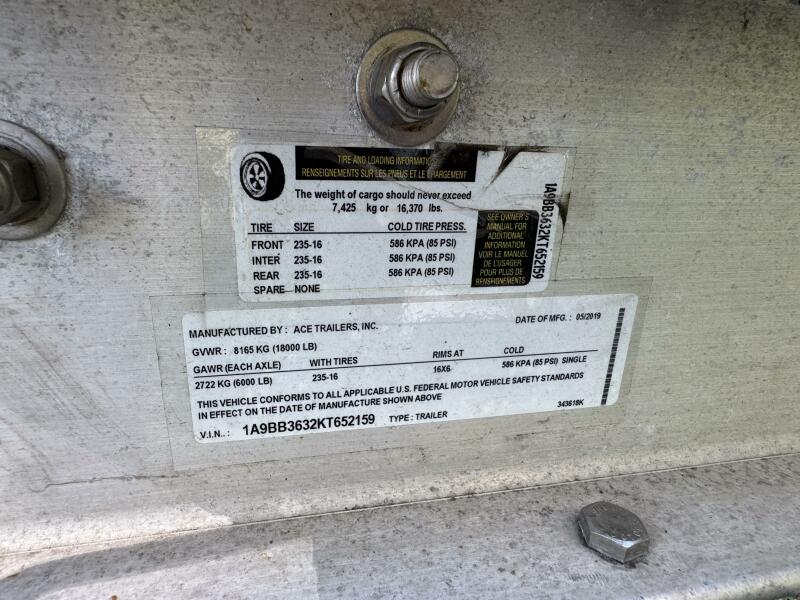 TIRE AND LOADING INFORMATION
RENSEIGNEMENTS SUR LES PNEUS ET LE CHARGEMENT
The weight of cargo should never exceed
7,425 kg or 16,370 lbs.
TIRE SIZE COLD TIRE PRESS.
FRONT 235-16 586 KPA (85 PSI)
INTER 235-16 586 KPA (85 PSI)
REAR 235-16 586 KPA (85 PSI)
SPARE NONE
SEE OWNER'S
MANUAL FOR
ADDITIONAL
INFORMATION
VOIR LE MANUEL
DE L'USAGER
POUR PLUS DE
RENSEIGNEMENTS
1A9BB3632KT652159
MANUFACTURED BY: ACE TRAILERS, INC. DATE OF MFG. : 05/2019
GVWR : 8165 KG (18000 LB)
GAWR (EACH AXLE) WITH TIRES RIMS AT COLD
2722 KG (6000 LB) 235-16 16X6 586 KPA (85 PSI) SINGLE
THIS VEHICLE CONFORMS TO ALL APPLICABLE U.S. FEDERAL MOTOR VEHICLE SAFETY STANDARDS
IN EFFECT ON THE DATE OF MANUFACTURE SHOWN ABOVE
V.I.N.: 1A9BB3632KT652159 TYPE : TRAILER 343618K